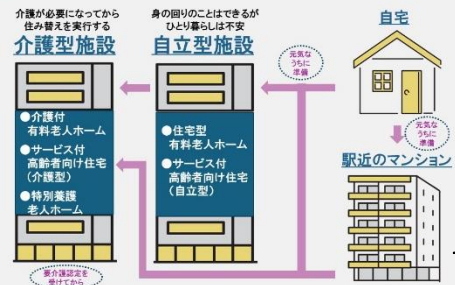 介護が必要になってから
住み替えを実行する
介護型施設
●介護付
有料老人ホーム
●サービス付
高齢者向け住宅
（介護型）
●特別養護
老人ホーム
要介護認定を
受けてから
身の回りのことはできるが
ひとり暮らしは不安
自立型施設
●住宅型
有料老人ホーム
●サービス付
高齢者向け住宅
（自立型）
元気な
うちに
準備
自宅
元気な
うちに
準備
駅近のマンション